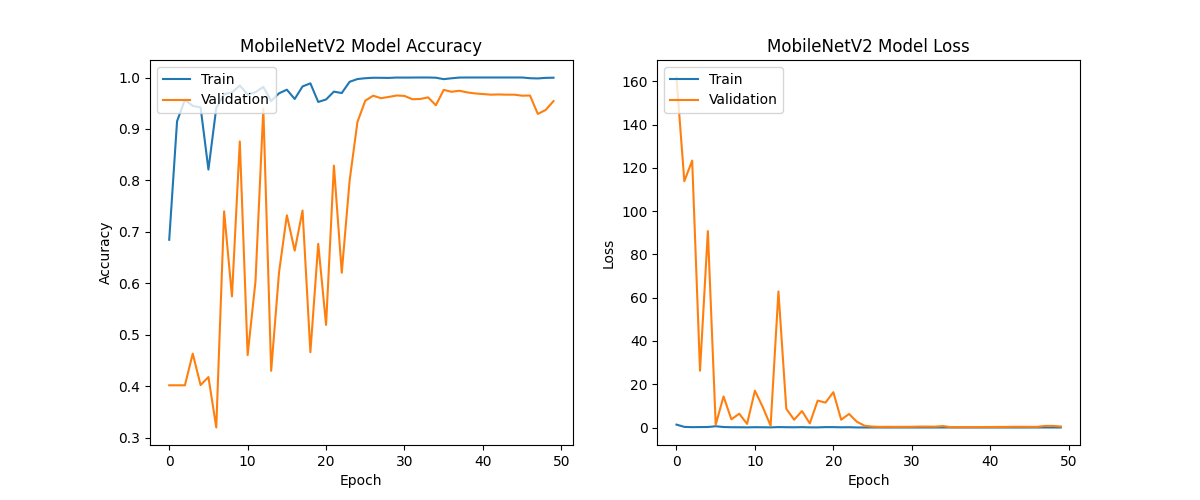 MobileNetV2 Model Accuracy
Train
Validation
1.0
0.9
0.8
0.7
0.6
0.5
0.4
0.3
Accuracy
0 10 20 30 40 50
Epoch
MobileNetV2 Model Loss
Train
Validation
160
140
120
100
80
60
40
20
0
Loss
0 10 20 30 40 50
Epoch